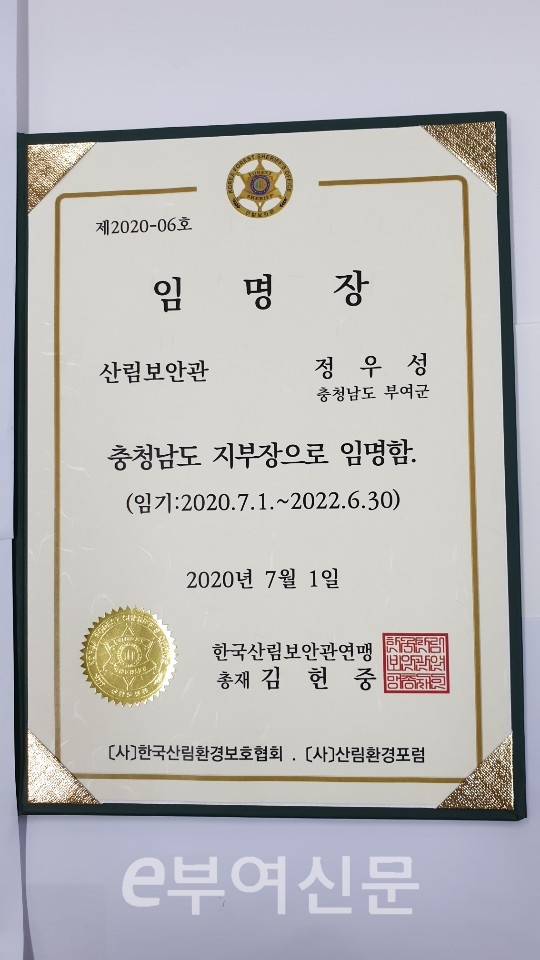 제2020-06호
임 명 장
산림보안관 정 우 성
충청남도 부여군
충청남도 지부장으로 임명함.
(임기:2020.7.1.~2022.6.30)
2020년 7월 1일
한국산림보안관연맹
총재 김 헌 중
[사]한국산림환경보호협회 . [사]산림환경포럼
e부여신문